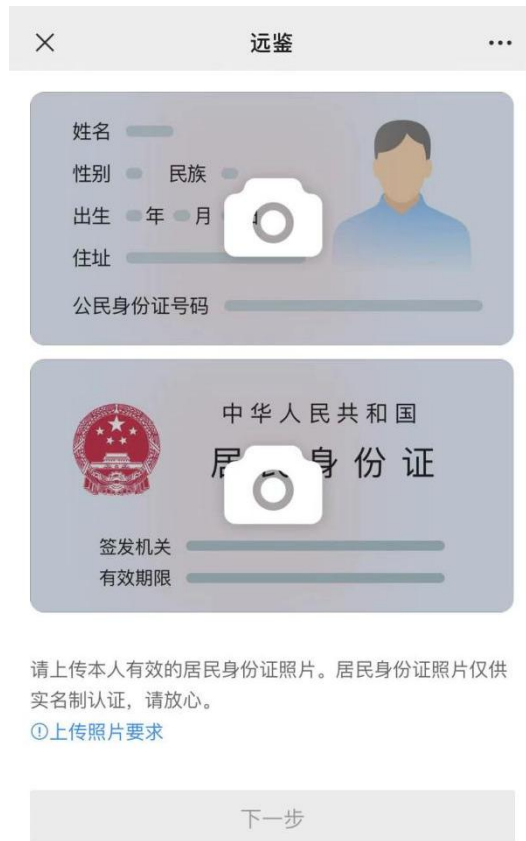 远鉴
姓名
性别 民族
出生 年 月
住址
公民身份证号码
中华人民共和国
居 身份证
签发机关
有效期限
请上传本人有效的居民身份证照片。居民身份证照片仅供
实名制认证，请放心。
上传照片要求
下一步